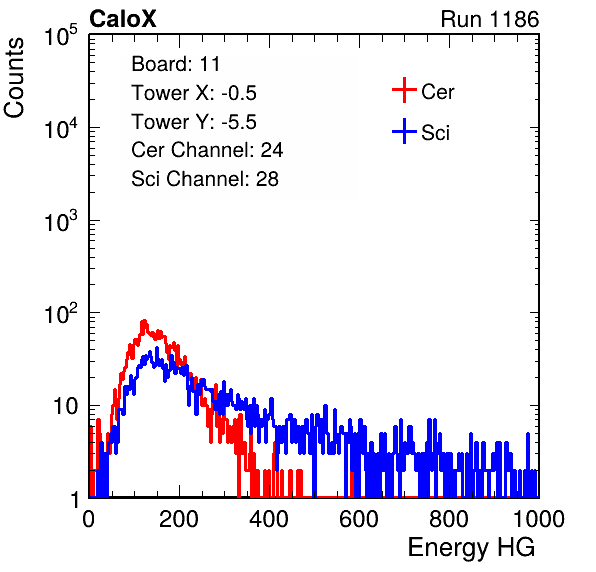 CaloX Run 1186
Counts
10^5
10^4
10^3
10^2
10
1
Board: 11
Tower X: -0.5
Tower Y: -5.5
Cer Channel: 24
Sci Channel: 28
Cer
Sci
0 200 400 600 800 1000
Energy HG